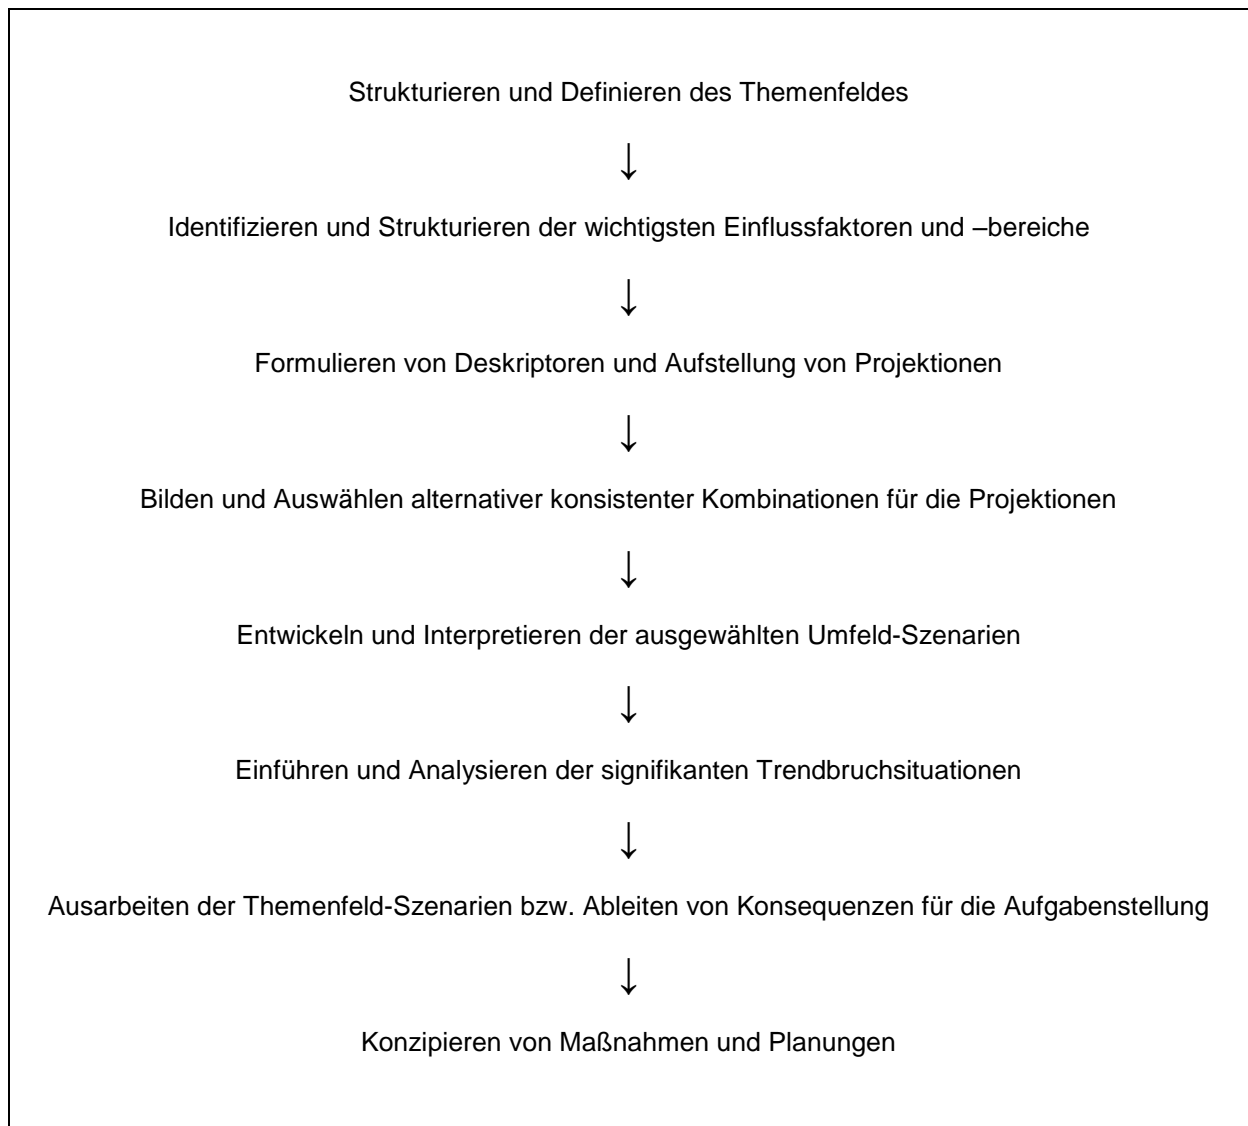 Strukturieren und Definieren des Themenfeldes
↓
Identifizieren und Strukturieren der wichtigsten Einflussfaktoren und –bereiche
↓
Formulieren von Deskriptoren und Aufstellung von Projektionen
↓
Bilden und Auswählen alternativer konsistenter Kombinationen für die Projektionen
↓
Entwickeln und Interpretieren der ausgewählten Umfeld-Szenarien
↓
Einführen und Analysieren der signifikanten Trendbruchsituationen
↓
Ausarbeiten der Themenfeld-Szenarien bzw. Ableiten von Konsequenzen für die Aufgabenstellung
↓
Konzipieren von Maßnahmen und Planungen